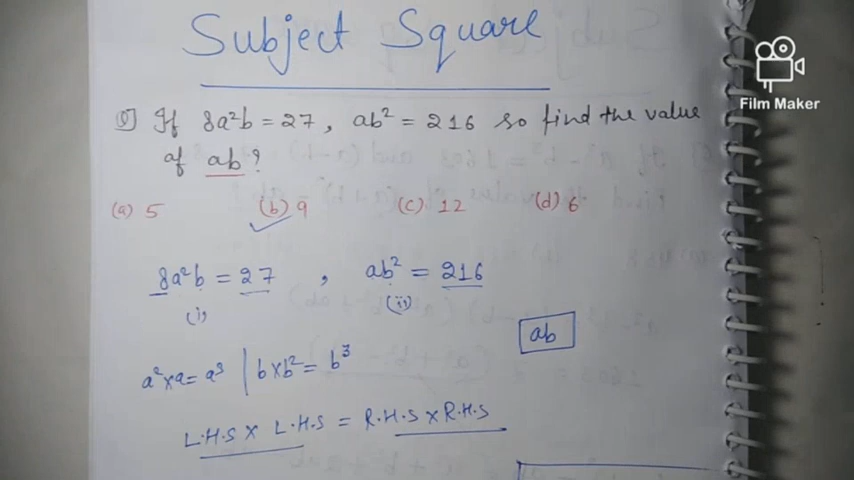 Subject Square
Film Maker
Q) If 8a²b = 27, ab² = 216 so find the value
of ab?
(a) 5 (b) 9 (c) 12 (d) 6
8a²b = 27 , ab² = 216
(i) (ii)
ab
a²xa = a³ | b×b² = b³
L.H.S × L.H.S = R.H.S × R.H.S